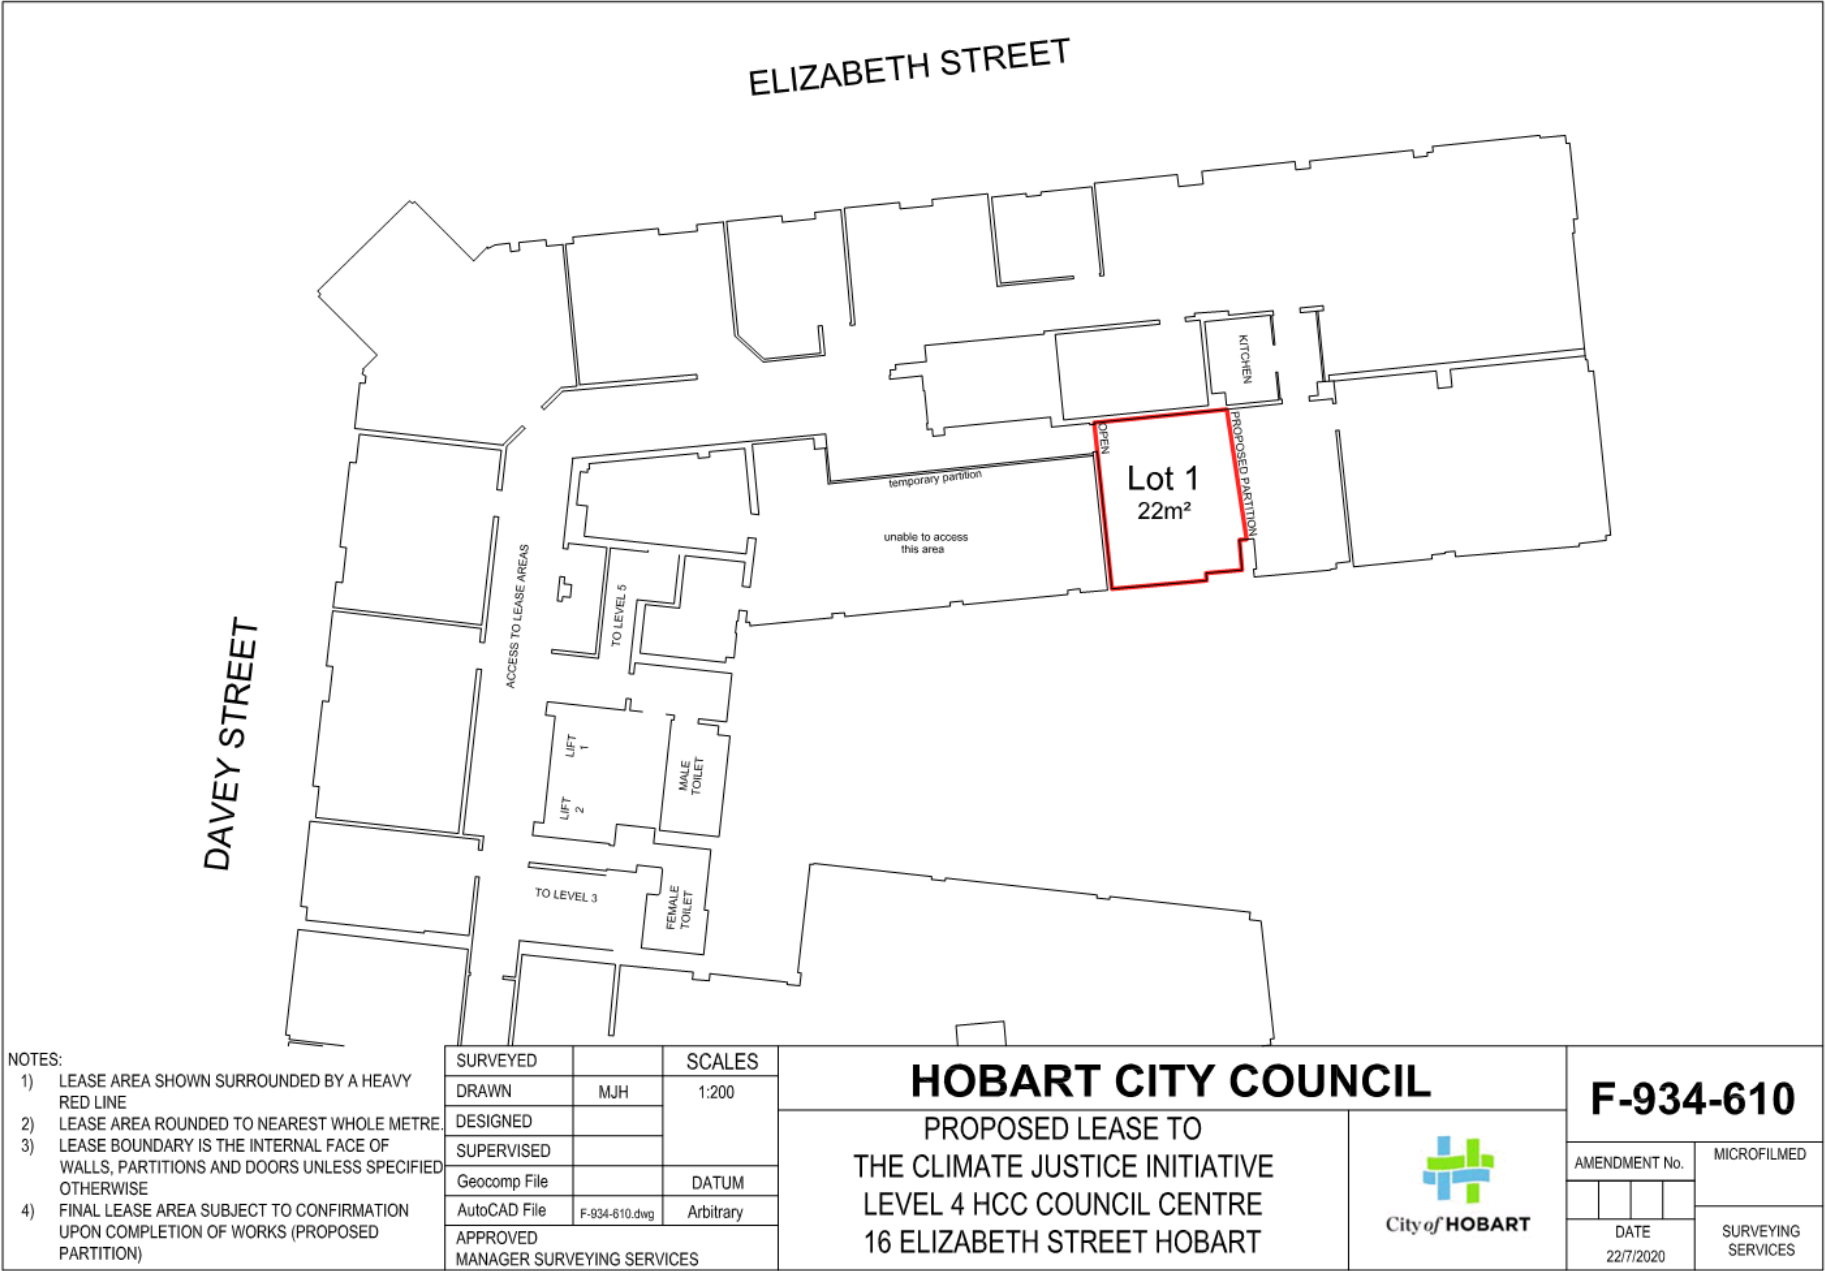 ELIZABETH STREET
KITCHEN
OPEN
PROPOSED PARTITION
Lot 1
22m²
temporary partition
unable to access
this area
ACCESS TO LEASE AREAS
TO LEVEL 5
DAVEY STREET
LIFT
1
LIFT
2
MALE
TOILET
TO LEVEL 3
FEMALE
TOILET
NOTES:
1) LEASE AREA SHOWN SURROUNDED BY A HEAVY
RED LINE
2) LEASE AREA ROUNDED TO NEAREST WHOLE METRE.
3) LEASE BOUNDARY IS THE INTERNAL FACE OF
WALLS, PARTITIONS AND DOORS UNLESS SPECIFIED
OTHERWISE
4) FINAL LEASE AREA SUBJECT TO CONFIRMATION
UPON COMPLETION OF WORKS (PROPOSED
PARTITION)
SURVEYED SCALES
DRAWN MJH 1:200
DESIGNED
SUPERVISED
Geocomp File DATUM
AutoCAD File F-934-610.dwg Arbitrary
APPROVED
MANAGER SURVEYING SERVICES
HOBART CITY COUNCIL
PROPOSED LEASE TO
THE CLIMATE JUSTICE INITIATIVE
LEVEL 4 HCC COUNCIL CENTRE
16 ELIZABETH STREET HOBART
City of HOBART
F-934-610
AMENDMENT No. MICROFILMED
DATE
22/7/2020
SURVEYING
SERVICES